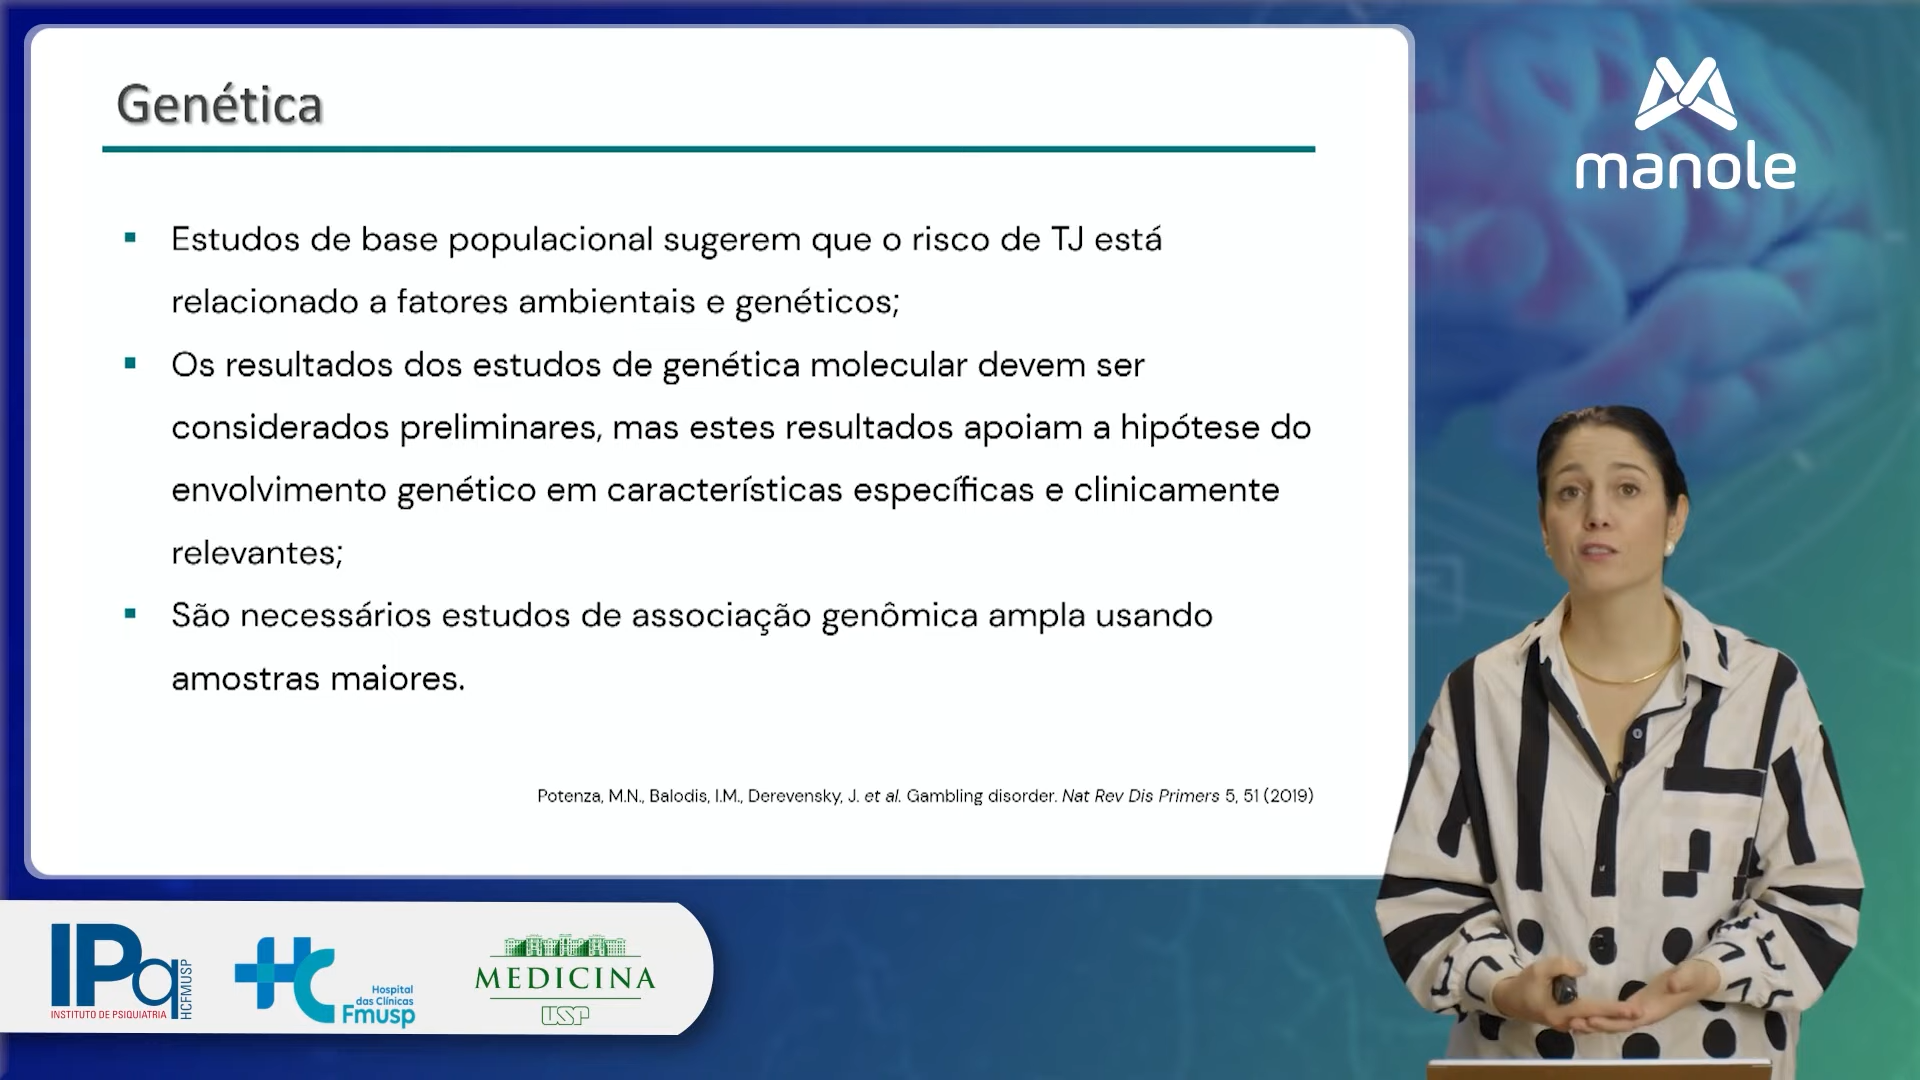 Genética
Estudos de base populacional sugerem que o risco de TJ está
relacionado a fatores ambientais e genéticos;
Os resultados dos estudos de genética molecular devem ser
considerados preliminares, mas estes resultados apoiam a hipótese do
envolvimento genético em características específicas e clinicamente
relevantes;
São necessários estudos de associação genômica ampla usando
amostras maiores.
Potenza, M.N., Balodis, I.M., Derevensky, J. et al. Gambling disorder. Nat Rev Dis Primers 5, 51 (2019)
manole
IPq
HCFMUSP
INSTITUTO DE PSIQUIATRIA
HC
Hospital
das Clínicas
Fmusp
MEDICINA
USP